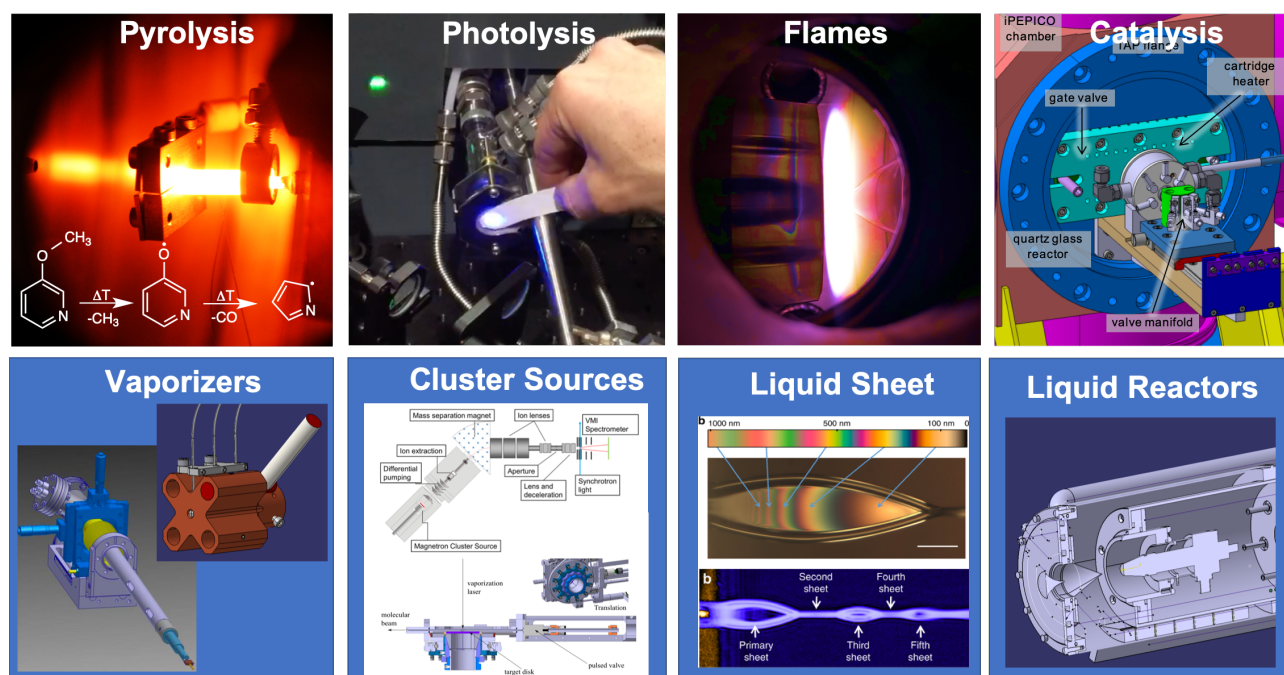 Pyrolysis
CH₃
O
N
ΔT
-CH₃
O
N
ΔT
-CO
N
Photolysis
Flames
iPEPICO
chamber
Catalysis
TAP flange
cartridge
heater
gate valve
quartz glass
reactor
valve manifold
Vaporizers
Cluster Sources
Mass separation magnet
Ion lenses
VMI
Spectrometer
Ion extraction
Differential
pumping
Aperture
Lens and
deceleration
Synchrotron
light
Magnetron Cluster Source
vaporization
laser
Translation
molecular
beam
target disk
pulsed valve
Liquid Sheet
b
1000 nm
500 nm
100 nm
0
b
Second
sheet
Fourth
sheet
Primary
sheet
Third
sheet
Fifth
sheet
Liquid Reactors